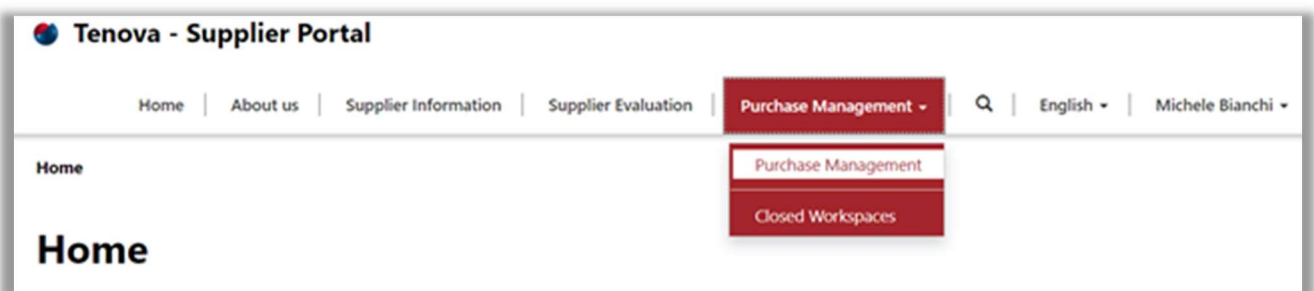 Tenova - Supplier Portal
Home | About us | Supplier Information | Supplier Evaluation | Purchase Management | English | Michele Bianchi
Home
Purchase Management
Closed Workspaces
Home